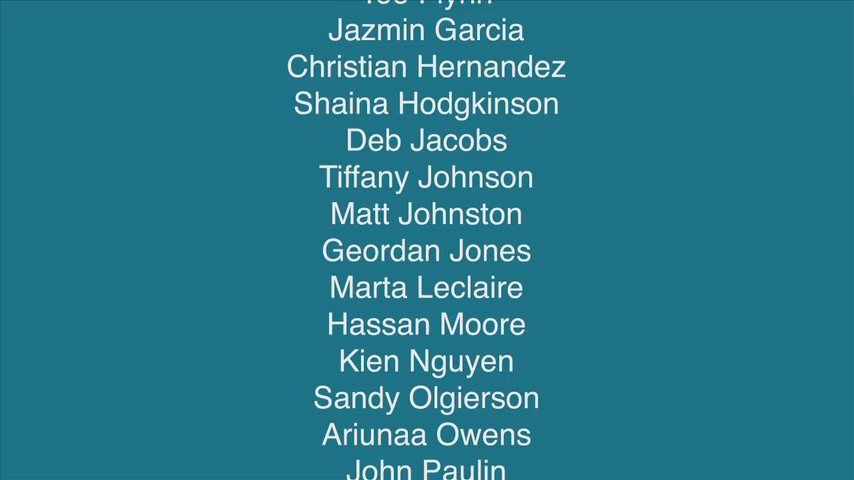 Jazmin Garcia
Christian Hernandez
Shaina Hodgkinson
Deb Jacobs
Tiffany Johnson
Matt Johnston
Geordan Jones
Marta Leclaire
Hassan Moore
Kien Nguyen
Sandy Olgierson
Ariunaa Owens
John Paulin